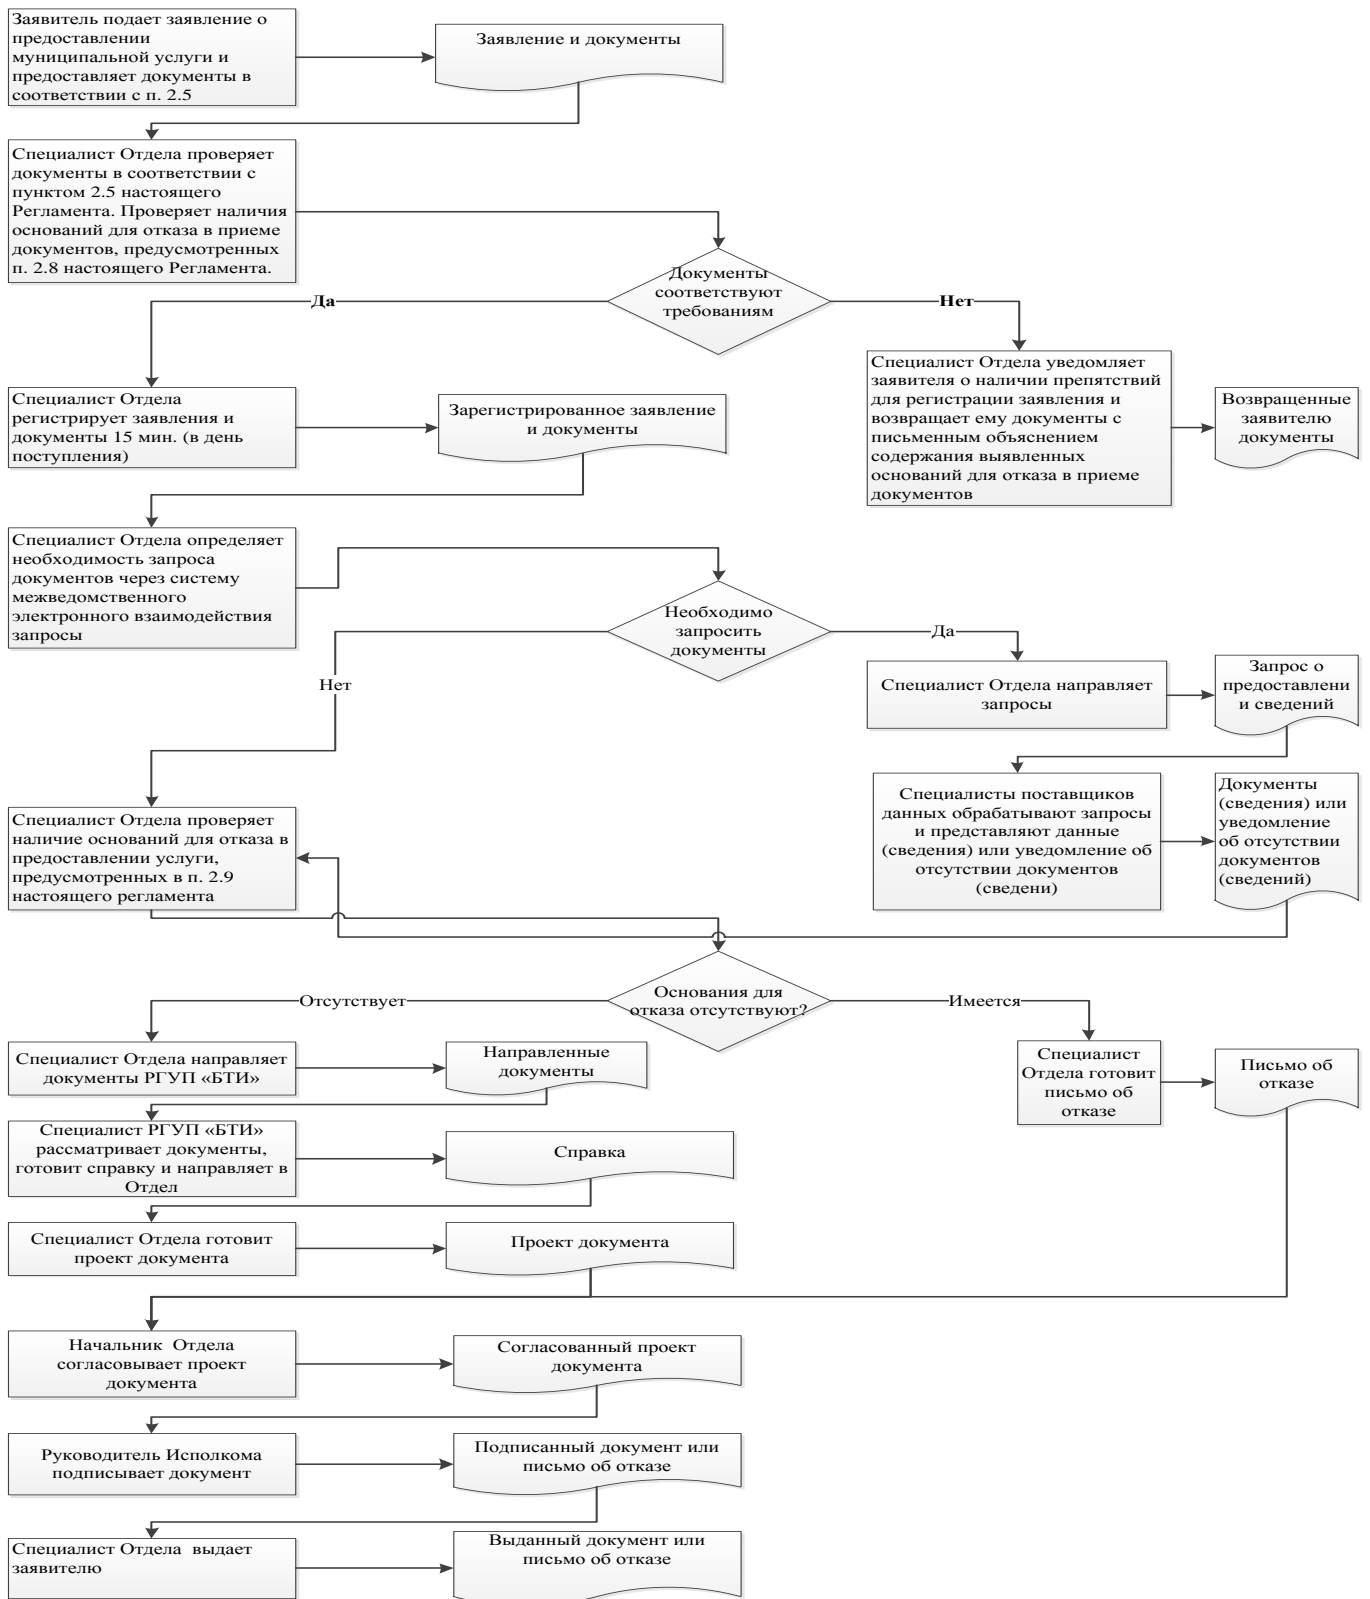 Заявитель подает заявление о
предоставлении
муниципальной услуги и
предоставляет документы в
соответствии с п. 2.5
Заявление и документы
Специалист Отдела проверяет
документы в соответствии с
пунктом 2.5 настоящего
Регламента. Проверяет наличия
оснований для отказа в приеме
документов, предусмотренных
п. 2.8 настоящего Регламента.
Документы
соответствуют
требованиям
Да
Нет
Специалист Отдела
регистрирует заявления и
документы 15 мин. (в день
поступления)
Зарегистрированное заявление
и документы
Специалист Отдела уведомляет
заявителя о наличии препятствий
для регистрации заявления и
возвращает ему документы с
письменным объяснением
содержания выявленных
оснований для отказа в приеме
документов
Возвращенные
заявителю
документы
Специалист Отдела определяет
необходимость запроса
документов через систему
межведомственного
электронного взаимодействия
запросы
Необходимо
запросить
документы
Да
Нет
Специалист Отдела направляет
запросы
Запрос о
предоставлени
и сведений
Специалисты поставщиков
данных обрабатывают запросы
и представляют данные
(сведения) или уведомление об
отсутствии документов
(сведени)
Документы
(сведения) или
уведомление
об отсутствии
документов
(сведений)
Специалист Отдела проверяет
наличие оснований для отказа в
предоставлении услуги,
предусмотренных в п. 2.9
настоящего регламента
Основания для
отказа отсутствуют?
Отсутствует
Имеется
Специалист Отдела направляет
документы РГУП «БТИ»
Направленные
документы
Специалист
Отдела готовит
письмо об
отказе
Письмо об
отказе
Специалист РГУП «БТИ»
рассматривает документы,
готовит справку и направляет в
Отдел
Справка
Специалист Отдела готовит
проект документа
Проект документа
Начальник  Отдела
согласовывает проект
документа
Согласованный проект
документа
Руководитель Исполкома
подписывает документ
Подписанный документ или
письмо об отказе
Специалист Отдела  выдает
заявителю
Выданный документ или
письмо об отказе